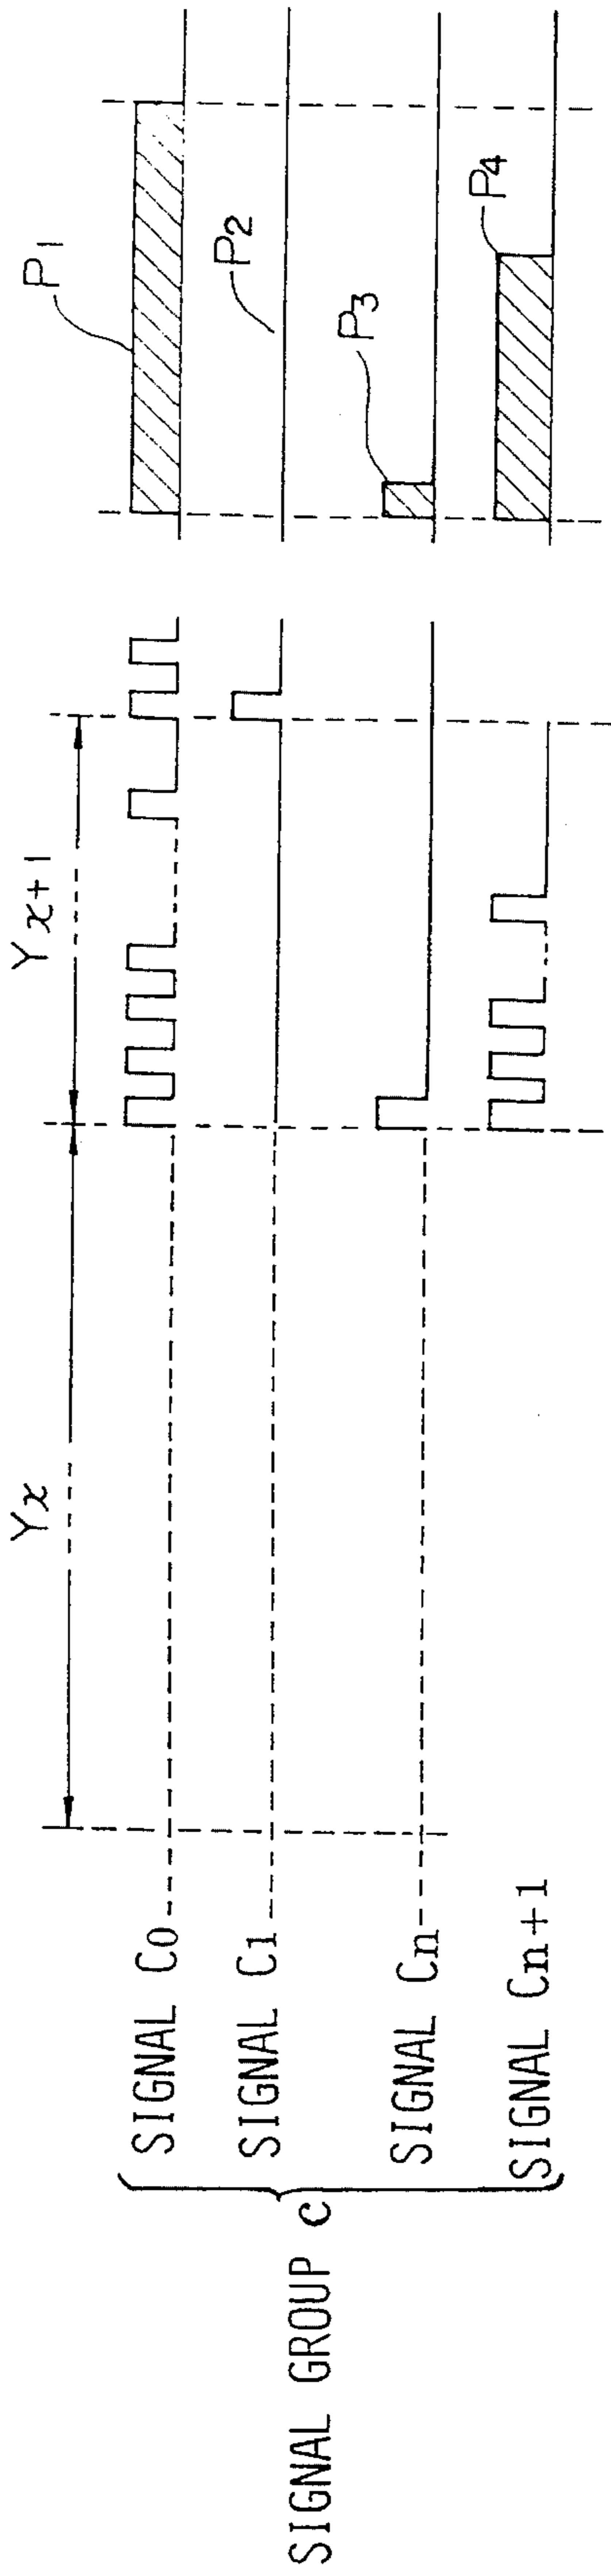 Yx
Yx+1
P1
P2
P3
P4
SIGNAL C0
SIGNAL C1
SIGNAL Cn
SIGNAL Cn+1
SIGNAL GROUP C